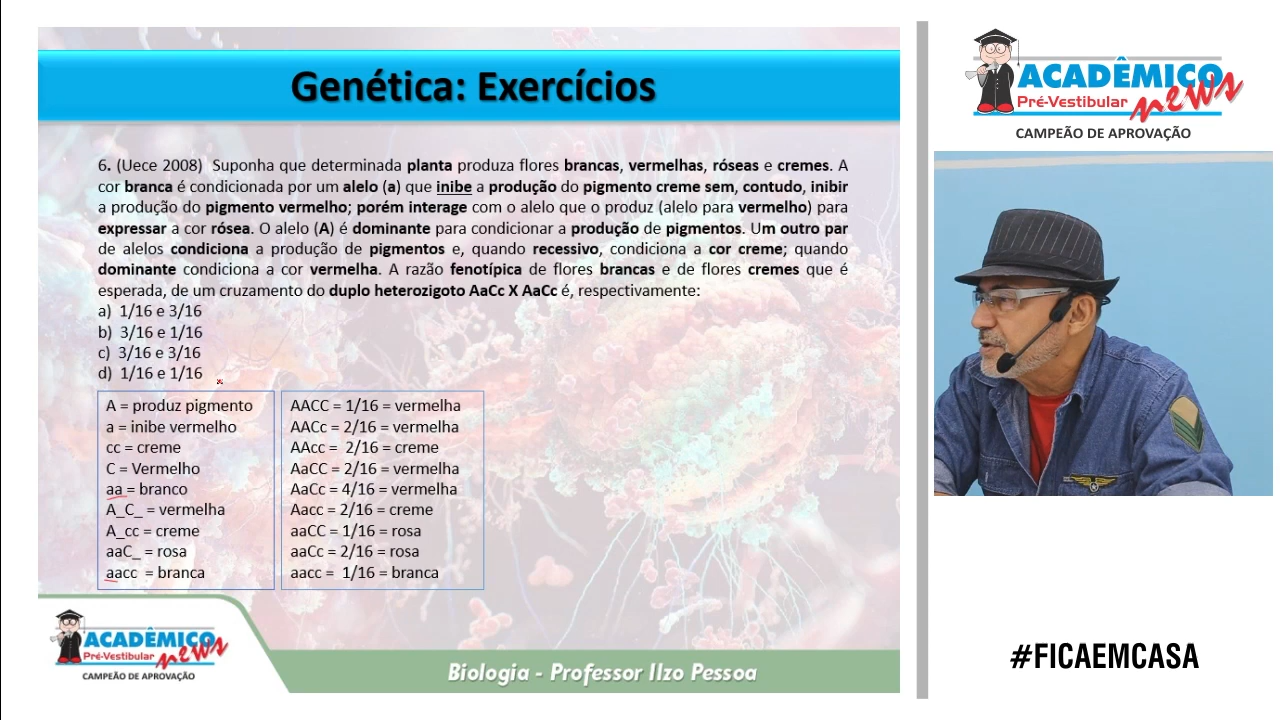 Genética: Exercícios
6. (Uece 2008) Suponha que determinada planta produza flores brancas, vermelhas, róseas e cremes. A
cor branca é condicionada por um alelo (a) que inibe a produção do pigmento creme sem, contudo, inibir
a produção do pigmento vermelho; porém interage com o alelo que o produz (alelo para vermelho) para
expressar a cor rósea. O alelo (A) é dominante para condicionar a produção de pigmentos. Um outro par
de alelos condiciona a produção de pigmentos e, quando recessivo, condiciona a cor creme; quando
dominante condiciona a cor vermelha. A razão fenotípica de flores brancas e de flores cremes que é
esperada, de um cruzamento do duplo heterozigoto AaCc X AaCc é, respectivamente:
a) 1/16 e 3/16
b) 3/16 e 1/16
c) 3/16 e 3/16
d) 1/16 e 1/16
A = produz pigmento
a = inibe vermelho
cc = creme
C = Vermelho
aa = branco
A_C_ = vermelha
A_cc = creme
aaC_ = rosa
aacc = branca
AACC = 1/16 = vermelha
AACc = 2/16 = vermelha
AAcc = 2/16 = creme
AaCC = 2/16 = vermelha
AaCc = 4/16 = vermelha
Aacc = 2/16 = creme
aaCC = 1/16 = rosa
aaCc = 2/16 = rosa
aacc = 1/16 = branca
ACADÊMICO
Pré-Vestibular news
CAMPEÃO DE APROVAÇÃO
Biologia - Professor Ilzo Pessoa
ACADÊMICO
Pré-Vestibular news
CAMPEÃO DE APROVAÇÃO
#FICAEMCASA